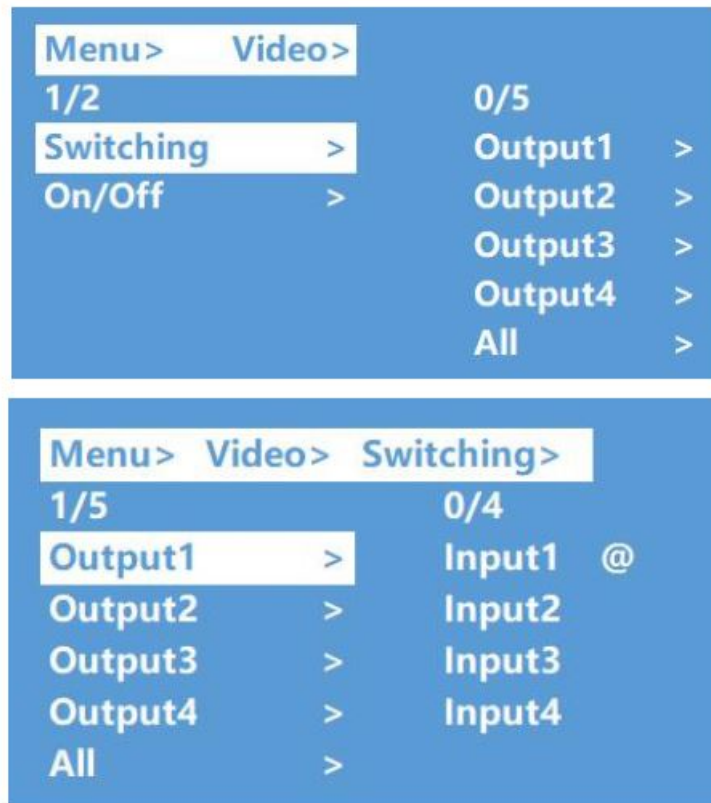 Menu> Video>
1/2 0/5
Switching > Output1 >
On/Off > Output2 >
Output3 >
Output4 >
All >
Menu> Video> Switching>
1/5 0/4
Output1 > Input1 @
Output2 > Input2
Output3 > Input3
Output4 > Input4
All >